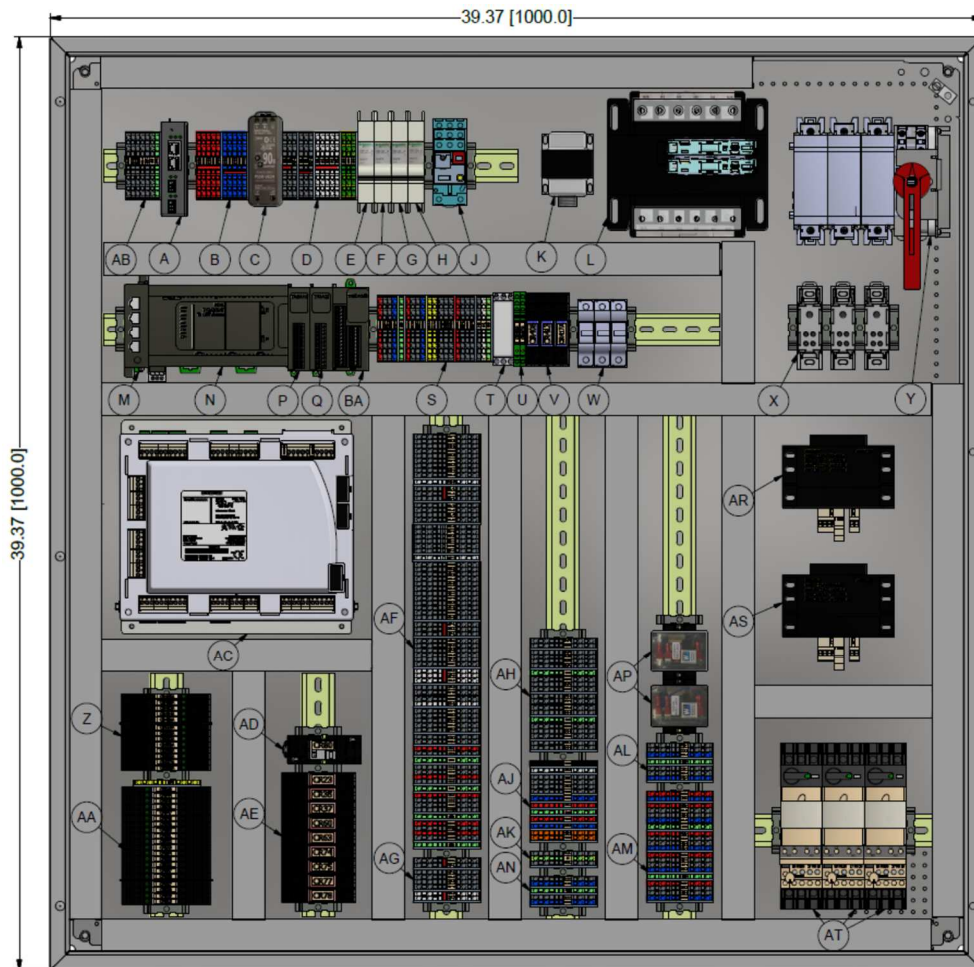 39.37 [1000.0]
39.37 [1000.0]
AB A B C D E F G H J K L
M N P Q BA S T U V W X Y
AR
AS
AC
AF
AH
AP
Z
AD
AL
AJ
AA
AE
AK
AM
AG
AN
AT